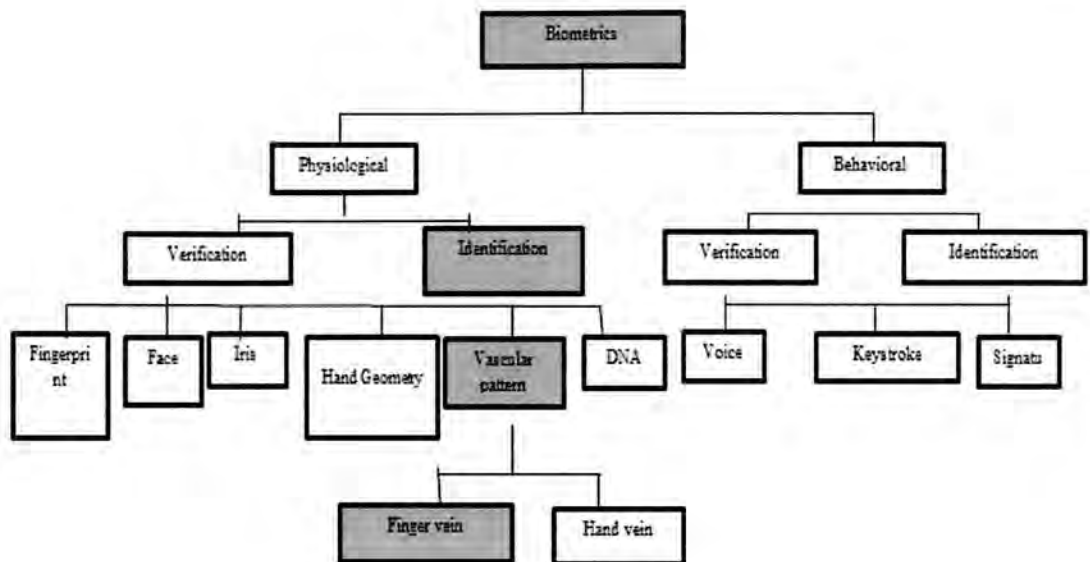 Biometrics
Physiological
Behavioral
Verification
Identification
Verification
Identification
Fingerpri
nt
Face
Iris
Hand Geometry
Vascular
pattern
DNA
Voice
Keystroke
Signatu
Finger vein
Hand vein